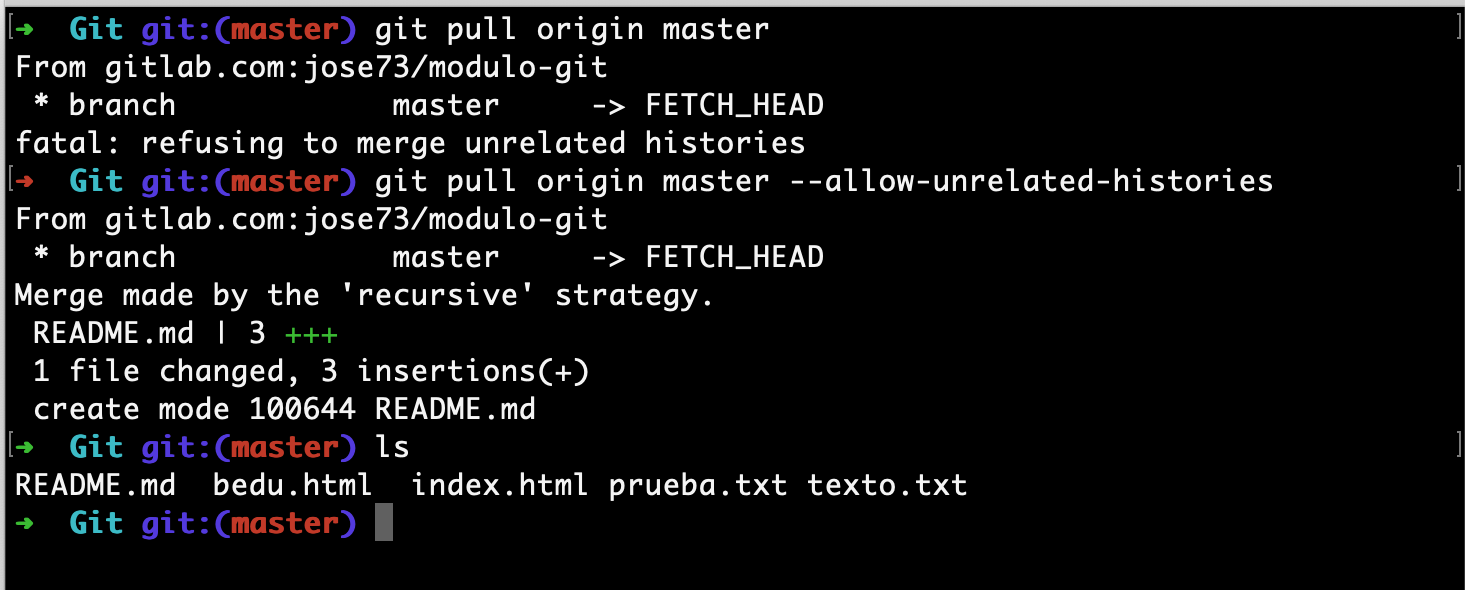 [➜  Git git:(master) git pull origin master ]
From gitlab.com:jose73/modulo-git
 * branch            master     -> FETCH_HEAD
fatal: refusing to merge unrelated histories
[➜  Git git:(master) git pull origin master --allow-unrelated-histories ]
From gitlab.com:jose73/modulo-git
 * branch            master     -> FETCH_HEAD
Merge made by the 'recursive' strategy.
 README.md | 3 +++
 1 file changed, 3 insertions(+)
 create mode 100644 README.md
[➜  Git git:(master) ls ]
README.md  bedu.html  index.html prueba.txt texto.txt
➜  Git git:(master)